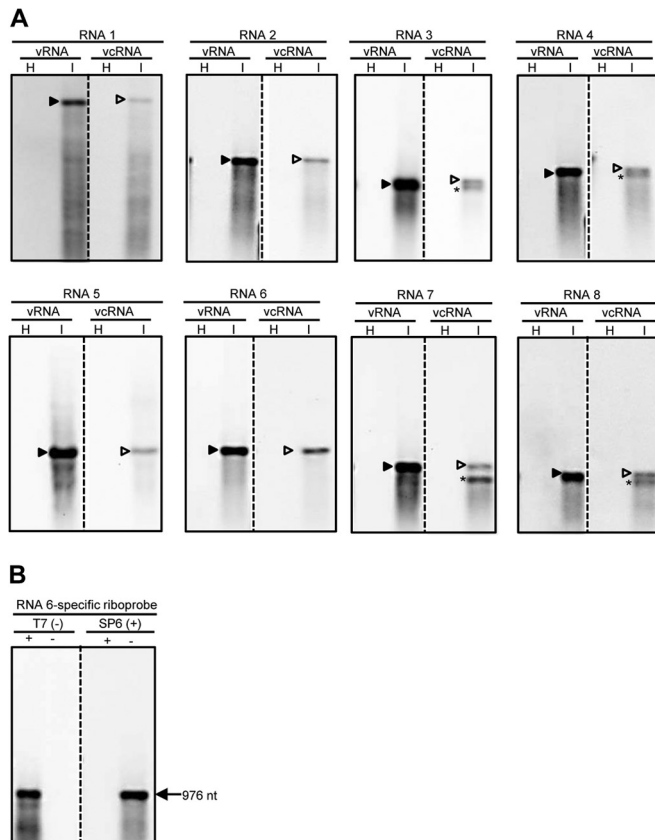 A
RNA 1 RNA 2 RNA 3 RNA 4
vRNA vcRNA vRNA vcRNA vRNA vcRNA vRNA vcRNA
H I H I H I H I H I H I H I H I
*
*
RNA 5 RNA 6 RNA 7 RNA 8
vRNA vcRNA vRNA vcRNA vRNA vcRNA vRNA vcRNA
H I H I H I H I H I H I H I H I
*
*
B
RNA 6-specific riboprobe
T7 (-) SP6 (+)
+ - + -
976 nt